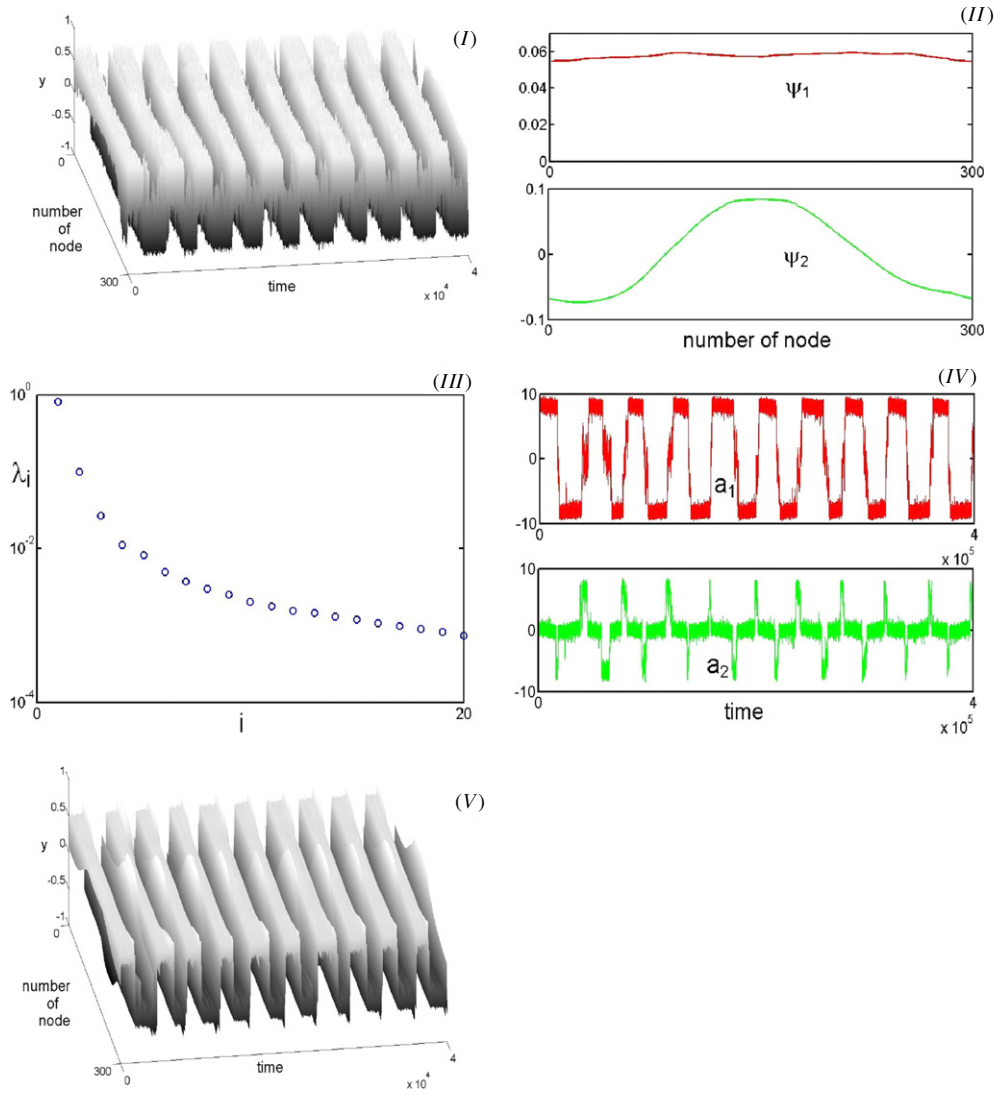 (I)
1
0.5
y
0
-0.5
-1
0
number
of
node
300
0
time
4
x 10^4
(II)
0.06
0.04
0.02
0
ψ1
0
300
0.1
0
-0.1
ψ2
0
300
number of node
(III)
10^0
λi
10^-2
10^-4
0
i
20
(IV)
10
0
-10
a1
0
4
x 10^5
10
0
-10
a2
0
time
4
x 10^5
(V)
1
0.5
y
0
-0.5
-1
0
number
of
node
300
0
time
4
x 10^4